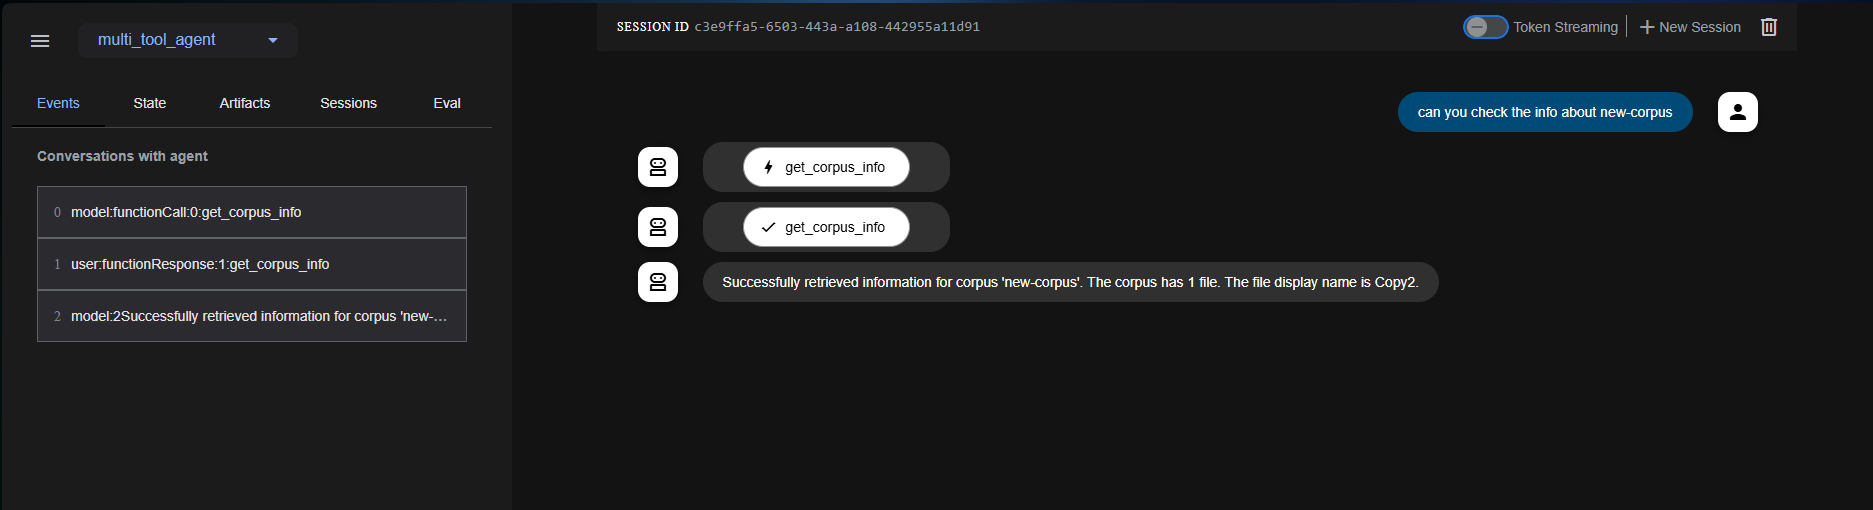 multi_tool_agent
SESSION ID c3e9ffa5-6503-443a-a108-442955a11d91
Token Streaming
New Session
Events State Artifacts Sessions Eval
Conversations with agent
0 model:functionCall:0:get_corpus_info
1 user:functionResponse:1:get_corpus_info
2 model:2Successfully retrieved information for corpus 'new-...
can you check the info about new-corpus
get_corpus_info
get_corpus_info
Successfully retrieved information for corpus 'new-corpus'. The corpus has 1 file. The file display name is Copy2.